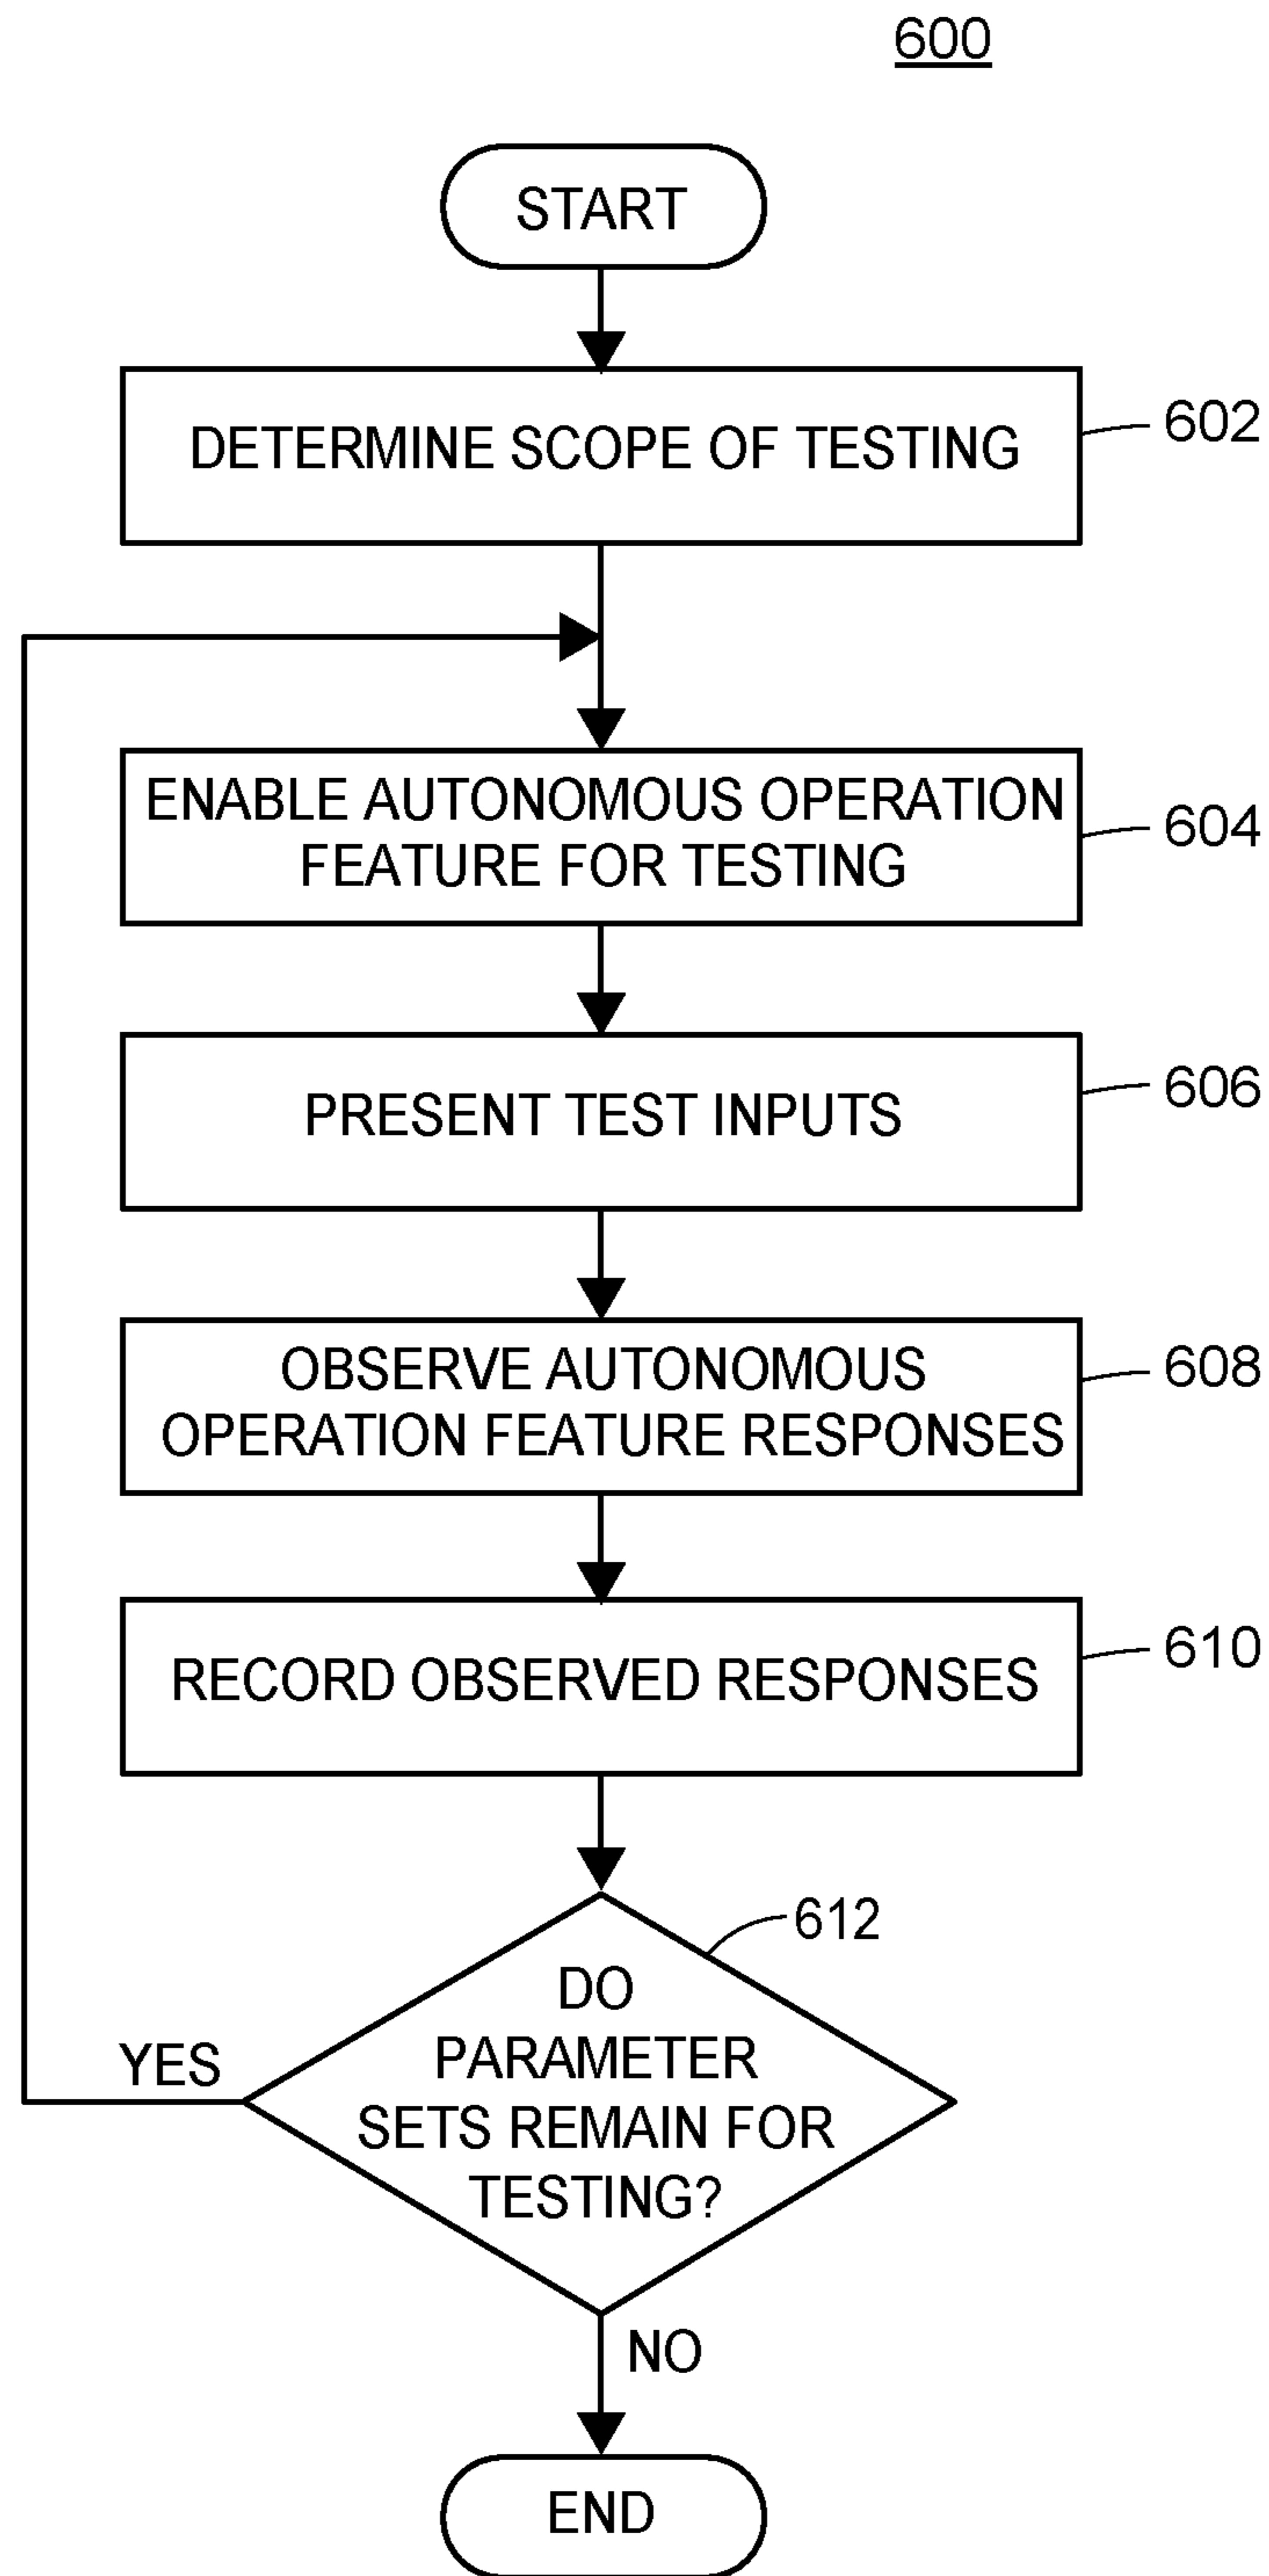 600
START
DETERMINE SCOPE OF TESTING
602
ENABLE AUTONOMOUS OPERATION
FEATURE FOR TESTING
604
PRESENT TEST INPUTS
606
OBSERVE AUTONOMOUS
OPERATION FEATURE RESPONSES
608
RECORD OBSERVED RESPONSES
610
612
DO
PARAMETER
SETS REMAIN FOR
TESTING?
YES
NO
END